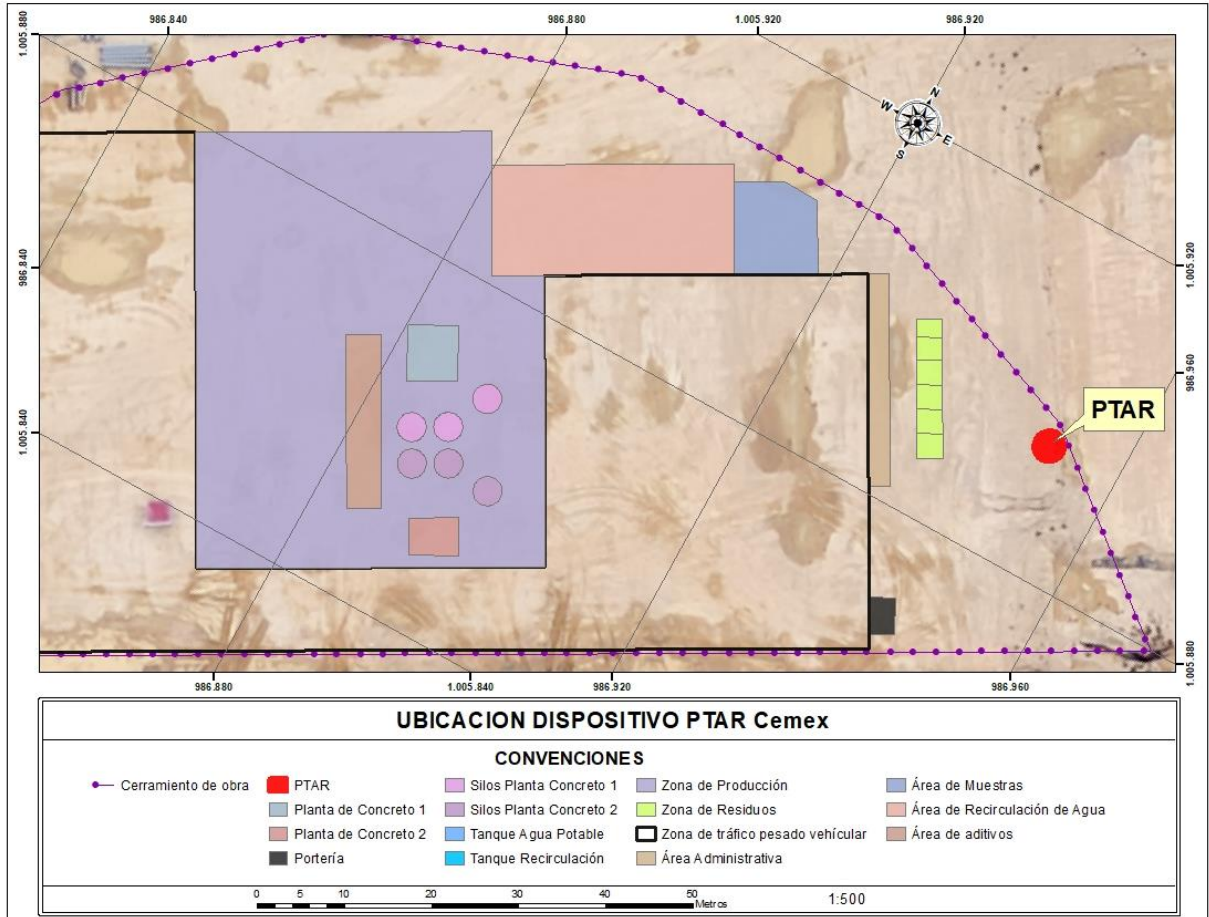 986.840 986.880 1.005.920 986.920
1.005.880
N
W
E
S
986.840
1.005.920
986.960
PTAR
1.005.840
1.005.880
986.880 1.005.840 986.920 986.960
UBICACION DISPOSITIVO PTAR Cemex
CONVENCIONES
Cerramiento de obra PTAR Silos Planta Concreto 1 Zona de Producción Área de Muestras
Planta de Concreto 1 Silos Planta Concreto 2 Zona de Residuos Área de Recirculación de Agua
Planta de Concreto 2 Tanque Agua Potable Zona de tráfico pesado vehícular Área de aditivos
Portería Tanque Recirculación Área Administrativa
0 5 10 20 30 40 50
Metros
1:500